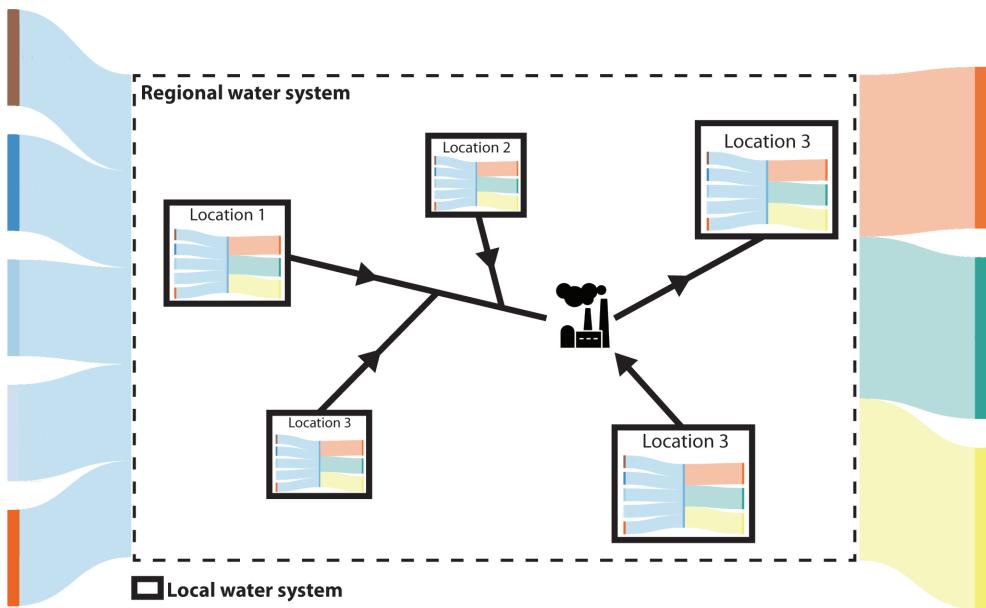 Regional water system
Location 2
Location 3
Location 1
Location 3
Location 3
Local water system